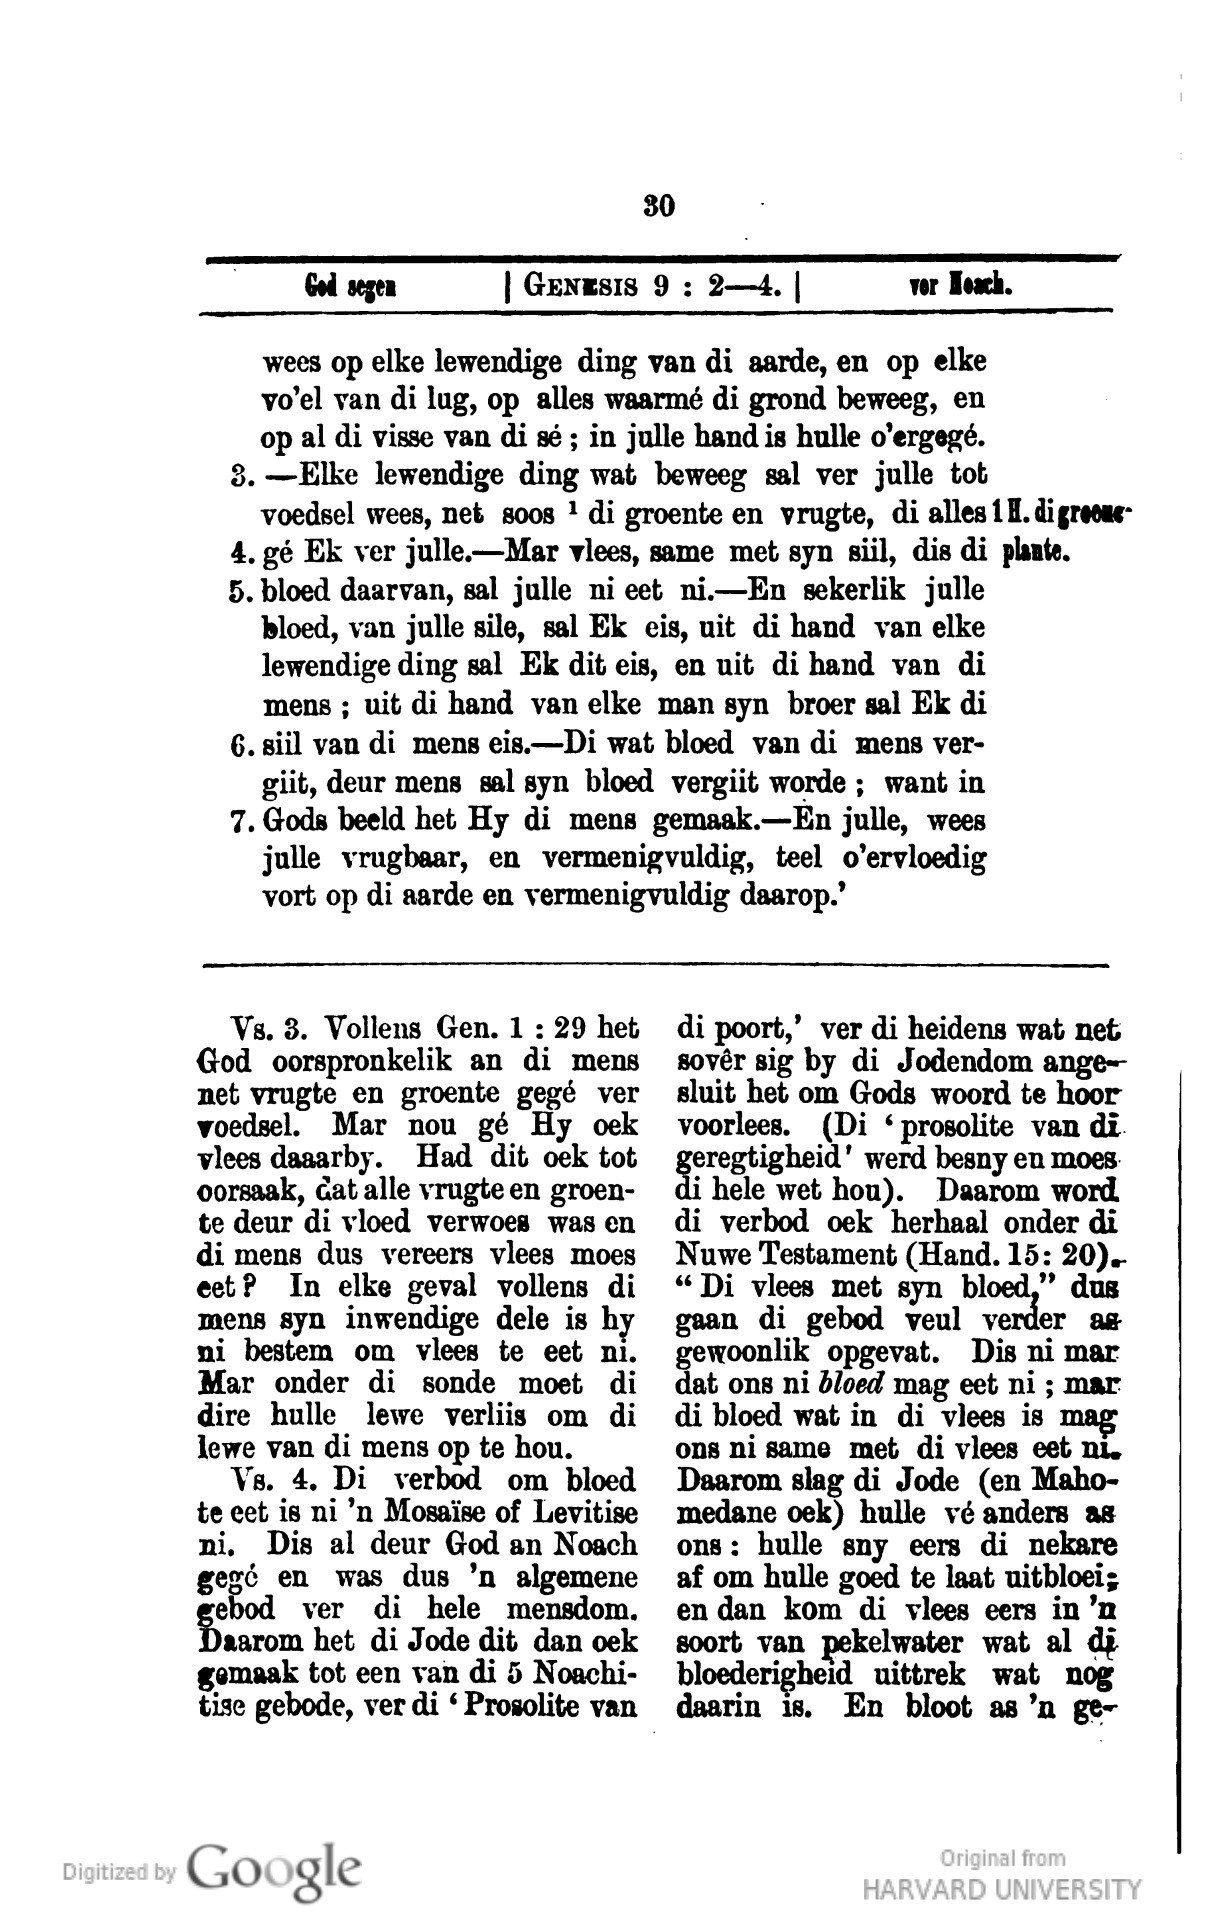 30
God segen | GENESIS 9 : 2—4. | ver Noach.
wees op elke lewendige ding van di aarde, en op elke
vo'el van di lug, op alles waarmé di grond beweeg, en
op al di visse van di sé ; in julle hand is hulle o'ergegé.
3. —Elke lewendige ding wat beweeg sal ver julle tot
voedsel wees, net soos ¹ di groente en vrugte, di alles
4. gé Ek ver julle.—Mar vlees, same met syn siil, dis di
5. bloed daarvan, sal julle ni eet ni.—En sekerlik julle
bloed, van julle sile, sal Ek eis, uit di hand van elke
lewendige ding sal Ek dit eis, en uit di hand van di
mens ; uit di hand van elke man syn broer sal Ek di
6. siil van di mens eis.—Di wat bloed van di mens ver-
giit, deur mens sal syn bloed vergiit worde ; want in
7. Gods beeld het Hy di mens gemaak.—En julle, wees
julle vrugbaar, en vermenigvuldig, teel o'ervloedig
vort op di aarde en vermenigvuldig daarop.'
1 H. di groene
plante.
Vs. 3. Vollens Gen. 1 : 29 het
God oorspronkelik an di mens
net vrugte en groente gegé ver
voedsel. Mar nou gé Hy oek
vlees daaarby. Had dit oek tot
oorsaak, dat alle vrugte en groen-
te deur di vloed verwoes was en
di mens dus vereers vlees moes
eet? In elke geval vollens di
mens syn inwendige dele is hy
ni bestem om vlees te eet ni.
Mar onder di sonde moet di
dire hulle lewe verliis om di
lewe van di mens op te hou.
Vs. 4. Di verbod om bloed
te eet is ni 'n Mosaïse of Levitise
ni. Dis al deur God an Noach
gegé en was dus 'n algemene
gebod ver di hele mensdom.
Daarom het di Jode dit dan oek
gemaak tot een van di 5 Noachi-
tise gebode, ver di ‘ Prosolite van
di poort,’ ver di heidens wat net
sovêr sig by di Jodendom ange-
sluit het om Gods woord te hoor
voorlees. (Di ‘ prosolite van di
geregtigheid’ werd besny en moes
di hele wet hou). Daarom word
di verbod oek herhaal onder di
Nuwe Testament (Hand. 15: 20).
“ Di vlees met syn bloed,” dus
gaan di gebod veul verder as
gewoonlik opgevat. Dis ni mar
dat ons ni bloed mag eet ni ; mar
di bloed wat in di vlees is mag
ons ni same met di vlees eet ni.
Daarom slag di Jode (en Maho-
medane oek) hulle vé anders as
ons : hulle sny eers di nekare
af om hulle goed te laat uitbloei;
en dan kom di vlees eers in 'n
soort van pekelwater wat al di
bloederigheid uittrek wat nog
daarin is. En bloot as 'n ge-
Digitized by Google
Original from
HARVARD UNIVERSITY